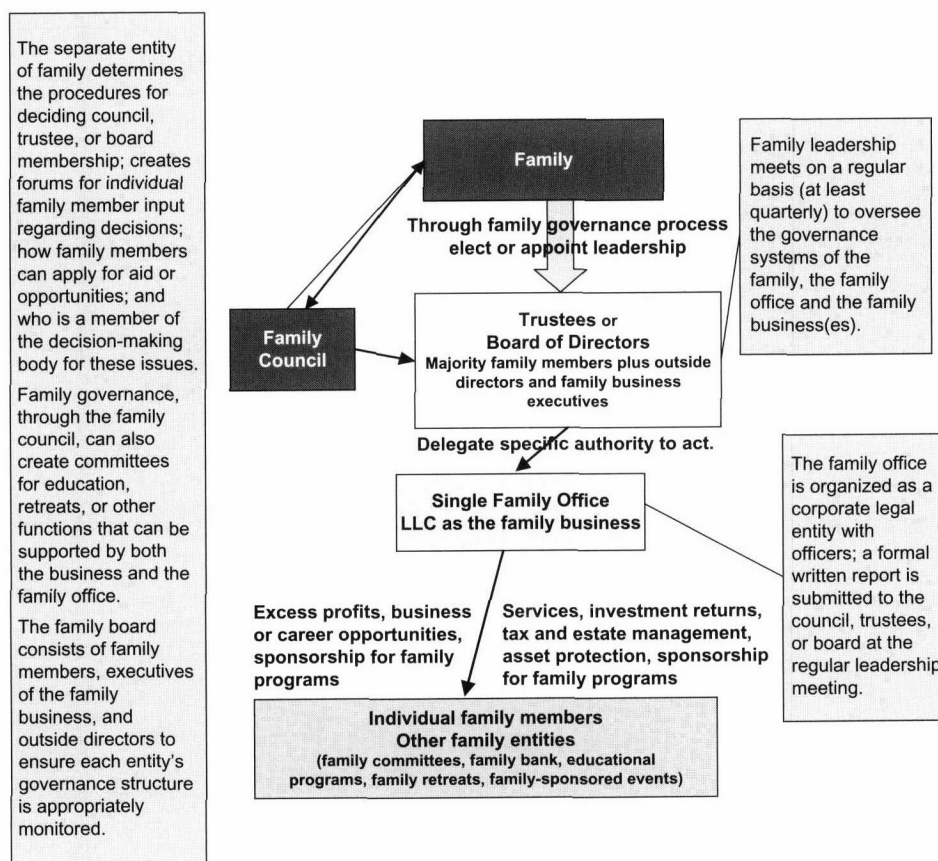 The separate entity
of family determines
the procedures for
deciding council,
trustee, or board
membership; creates
forums for individual
family member input
regarding decisions;
how family members
can apply for aid or
opportunities; and
who is a member of
the decision-making
body for these issues.
Family governance,
through the family
council, can also
create committees
for education,
retreats, or other
functions that can be
supported by both
the business and the
family office.
The family board
consists of family
members, executives
of the family
business, and
outside directors to
ensure each entity's
governance structure
is appropriately
monitored.
Family
Through family governance process
elect or appoint leadership
Family
Council
Trustees or
Board of Directors
Majority family members plus outside
directors and family business
executives
Delegate specific authority to act.
Single Family Office
LLC as the family business
Excess profits, business
or career opportunities,
sponsorship for family
programs
Services, investment returns,
tax and estate management,
asset protection, sponsorship
for family programs
Individual family members
Other family entities
(family committees, family bank, educational
programs, family retreats, family-sponsored events)
Family leadership
meets on a regular
basis (at least
quarterly) to oversee
the governance
systems of the
family, the family
office and the family
business(es).
The family office
is organized as a
corporate legal
entity with
officers; a formal
written report is
submitted to the
council, trustees,
or board at the
regular leadership
meeting.